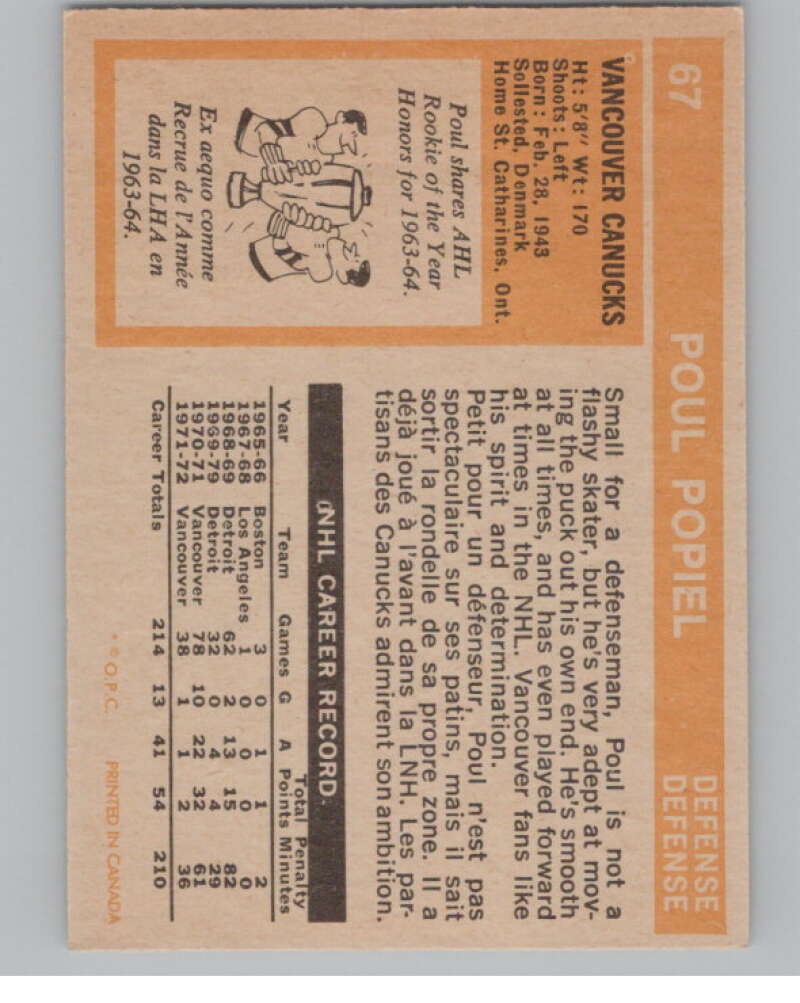 67 POUL POPIEL DEFENSE
DEFENSE
VANCOUVER CANUCKS
Ht: 5'8" Wt: 170
Shoots: Left
Born: Feb. 28, 1943
Sollested, Denmark
Home St. Catharines, Ont.
Poul shares AHL
Rookie of the Year
Honors for 1963-64.
Ex aequo comme
Recrue de l'Année
dans la LHA en
1963-64.
Small for a defenseman, Poul is not a
flashy skater, but he's very adept at mov-
ing the puck out his own end. He's smooth
at all times, and has even played forward
at times in the NHL. Vancouver fans like
his spirit and determination.
Petit pour un défenseur, Poul n'est pas
spectaculaire sur ses patins, mais il sait
sortir la rondelle de sa propre zone. Il a
déjà joué à l'avant dans la LNH. Les par-
tisans des Canucks admirent son ambition.
NHL CAREER RECORD
Total Penalty
Year Team Games G A Points Minutes
1965-66 Boston 3 0 1 1 2
1967-68 Los Angeles 1 0 0 0 0
1968-69 Detroit 62 2 13 15 82
1969-79 Detroit 32 0 4 4 29
1970-71 Vancouver 78 10 22 32 61
1971-72 Vancouver 38 1 1 2 36
Career Totals 214 13 41 54 210
* © O.P.C. PRINTED IN CANADA